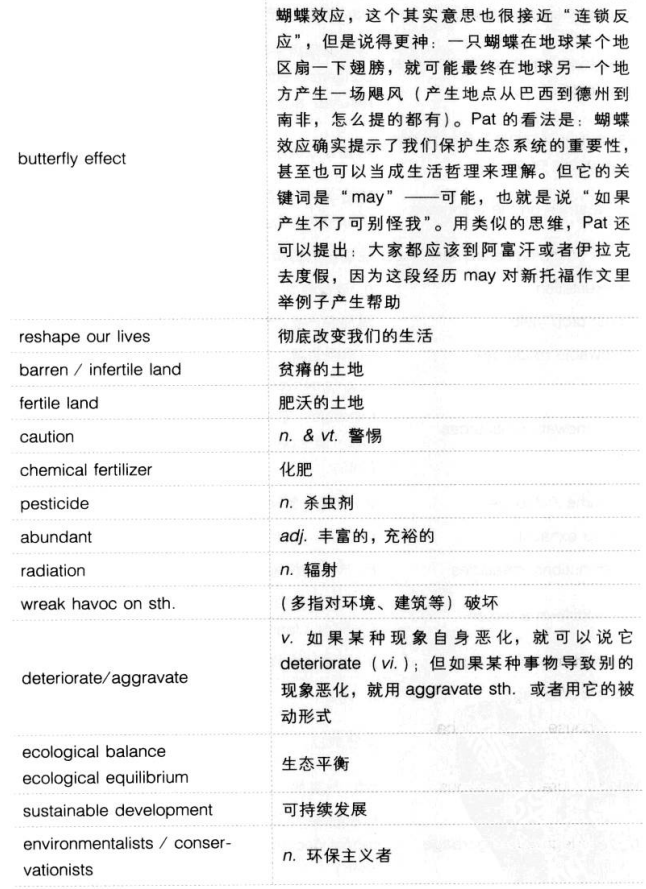 蝴蝶效应，这个其实意思也很接近“连锁反
应”，但是说得更神：一只蝴蝶在地球某个地
区扇一下翅膀，就可能最终在地球另一个地
方产生一场飓风（产生地点从巴西到德州到
南非，怎么提的都有）。Pat 的看法是：蝴蝶
效应确实提示了我们保护生态系统的重要性，
butterfly effect
甚至也可以当成生活哲理来理解。但它的关
键词是“may”——可能，也就是说“如果
产生不了可别怪我”。用类似的思维，Pat 还
可以提出：大家都应该到阿富汗或者伊拉克
去度假，因为这段经历 may 对新托福作文里
举例子产生帮助
reshape our lives 彻底改变我们的生活
barren / infertile land 贫瘠的土地
fertile land 肥沃的土地
caution n. & vt. 警惕
chemical fertilizer 化肥
pesticide n. 杀虫剂
abundant adj. 丰富的，充裕的
radiation n. 辐射
wreak havoc on sth. （多指对环境、建筑等）破坏
v. 如果某种现象自身恶化，就可以说它
deteriorate/aggravate
deteriorate（vi.）；但如果某种事物导致别的
现象恶化，就用 aggravate sth. 或者用它的被
动形式
ecological balance
ecological equilibrium
生态平衡
sustainable development 可持续发展
environmentalists / conser-
vationists
n. 环保主义者